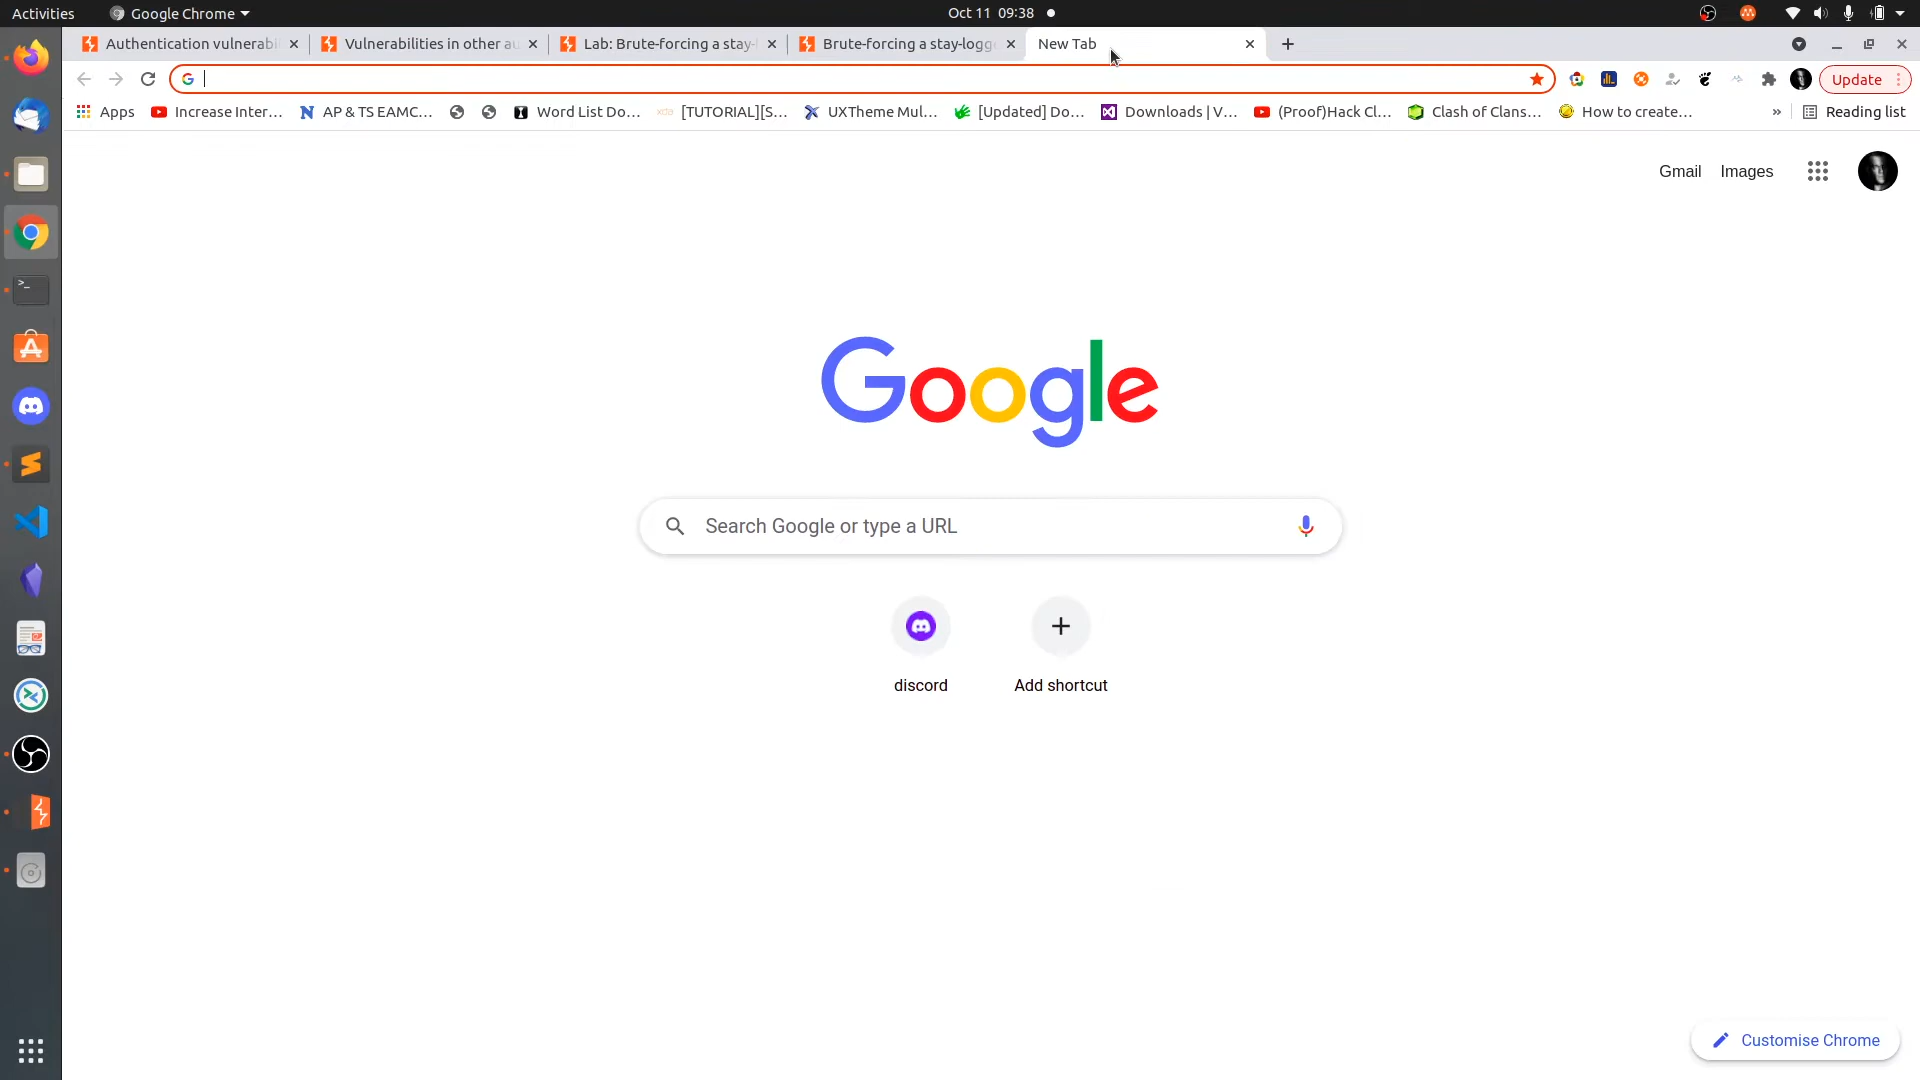 Activities
Google Chrome
Oct 11 09:38
Authentication vulnerabi
Vulnerabilities in other au
Lab: Brute-forcing a stay-l
Brute-forcing a stay-logge
New Tab
Update
Apps
Increase Inter...
AP & TS EAMC...
Word List Do...
[TUTORIAL][S...
UXTheme Mul...
[Updated] Do...
Downloads | V...
(Proof)Hack Cl...
Clash of Clans...
How to create...
»
Reading list
Gmail
Images
Google
Search Google or type a URL
discord
Add shortcut
Customise Chrome